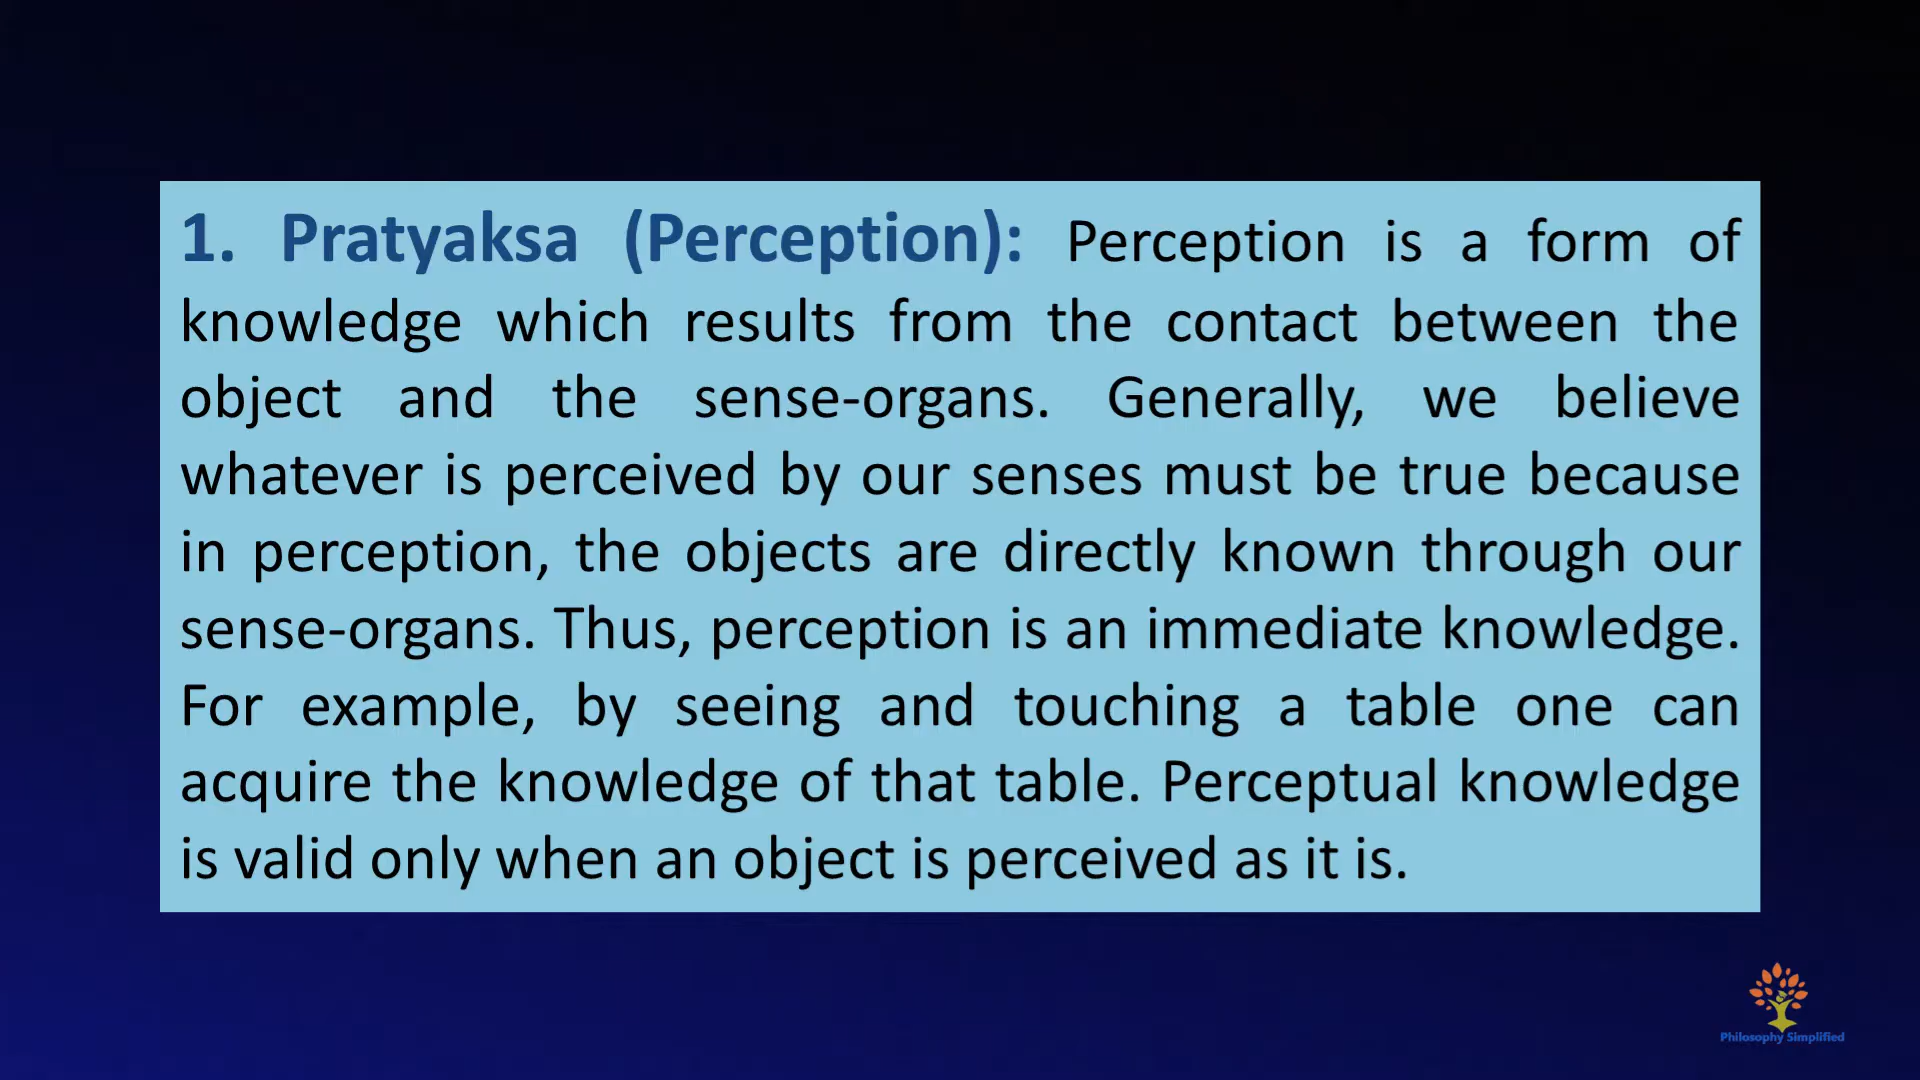 1. Pratyaksa (Perception): Perception is a form of
knowledge which results from the contact between the
object and the sense-organs. Generally, we believe
whatever is perceived by our senses must be true because
in perception, the objects are directly known through our
sense-organs. Thus, perception is an immediate knowledge.
For example, by seeing and touching a table one can
acquire the knowledge of that table. Perceptual knowledge
is valid only when an object is perceived as it is.
Philosophy Simplified